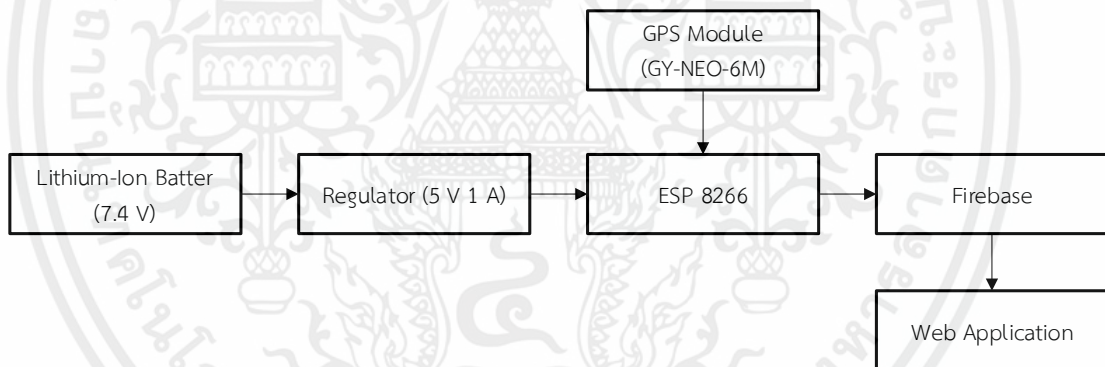 GPS Module
(GY-NEO-6M)
Lithium-Ion Batter
(7.4 V)
Regulator (5 V 1 A)
ESP 8266
Firebase
Web Application